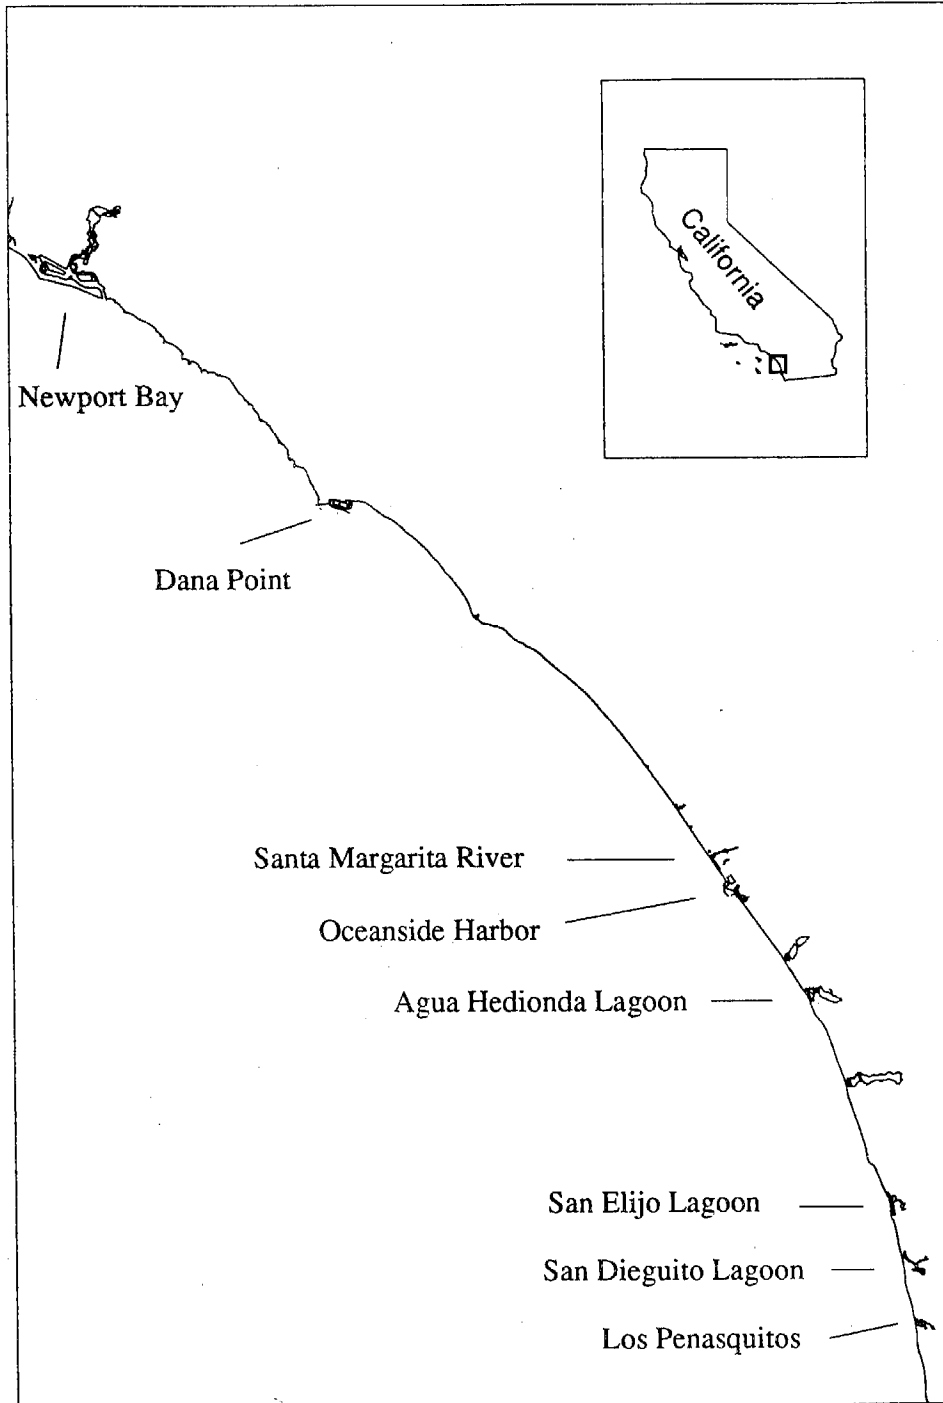 California
Newport Bay
Dana Point
Santa Margarita River
Oceanside Harbor
Agua Hedionda Lagoon
San Elijo Lagoon
San Dieguito Lagoon
Los Penasquitos